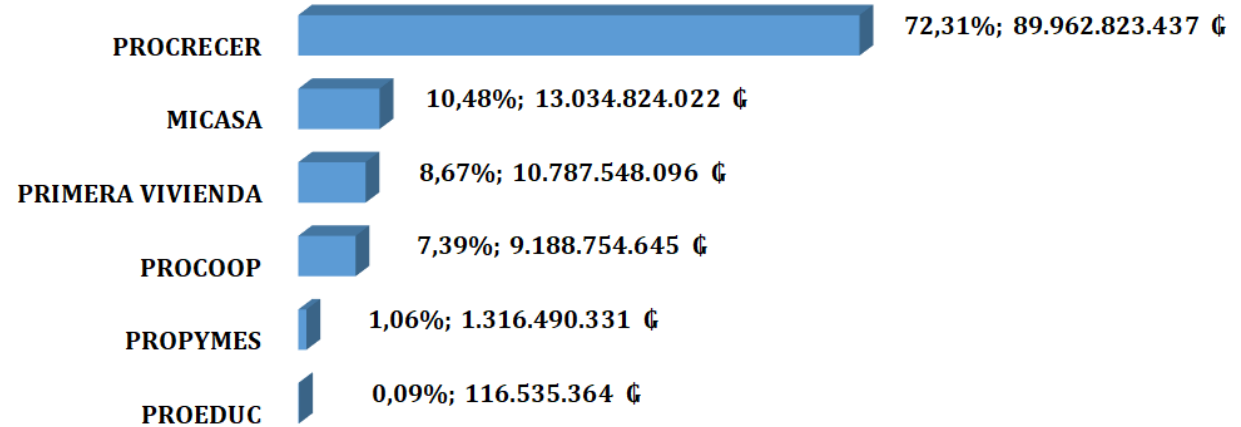 PROCRECER 72,31%; 89.962.823.437 ₲
MICASA 10,48%; 13.034.824.022 ₲
PRIMERA VIVIENDA 8,67%; 10.787.548.096 ₲
PROCOOP 7,39%; 9.188.754.645 ₲
PROPYMES 1,06%; 1.316.490.331 ₲
PROEDUC 0,09%; 116.535.364 ₲